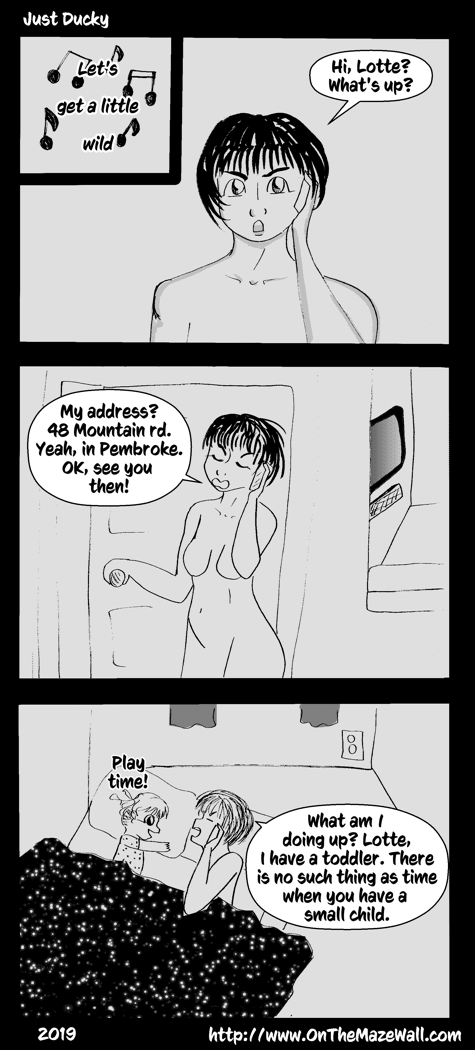 Just Ducky
Let's
get a little
wild
Hi, Lotte?
What's up?
My address?
48 Mountain rd.
Yeah, in Pembroke.
OK, see you
then!
Play
time!
What am I
doing up? Lotte,
I have a toddler. There
is no such thing as time
when you have a
small child.
2019
http://www.OnTheMazeWall.com